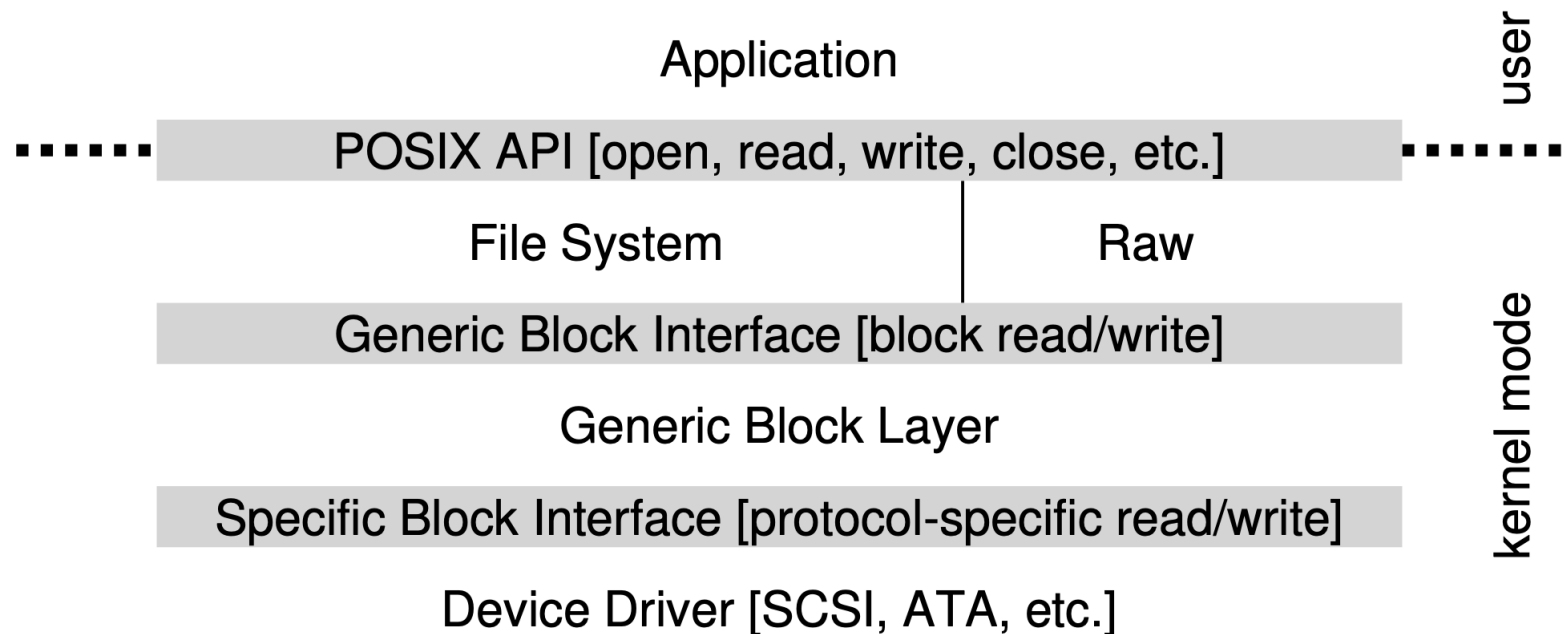 Application
user
POSIX API [open, read, write, close, etc.]
File System
Raw
Generic Block Interface [block read/write]
Generic Block Layer
kernel mode
Specific Block Interface [protocol-specific read/write]
Device Driver [SCSI, ATA, etc.]